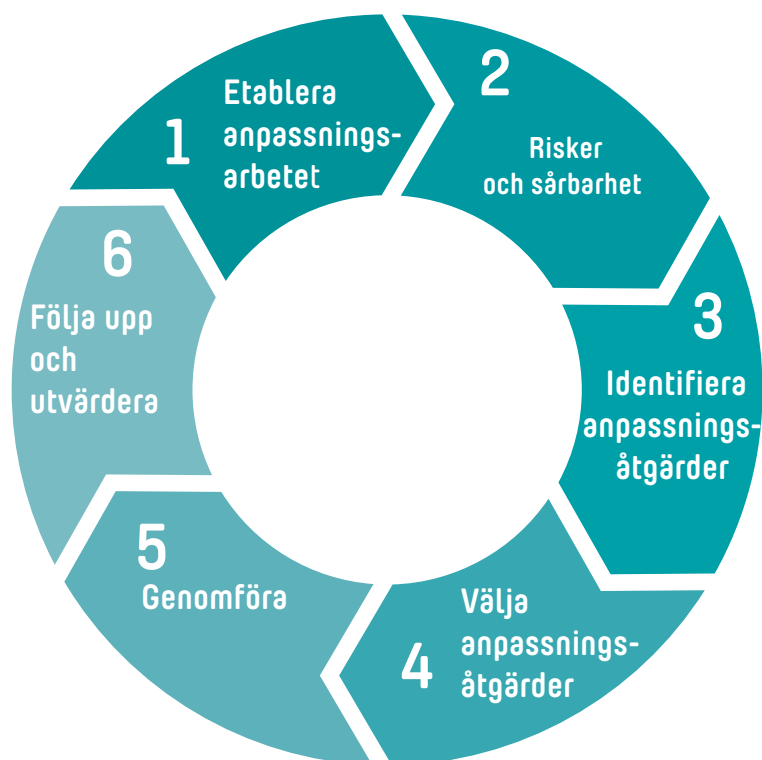 1
Etablera
anpassnings-
arbetet
2
Risker
och sårbarhet
3
Identifiera
anpassnings-
åtgärder
4
Välja
anpassnings-
åtgärder
5
Genomföra
6
Följa upp
och
utvärdera